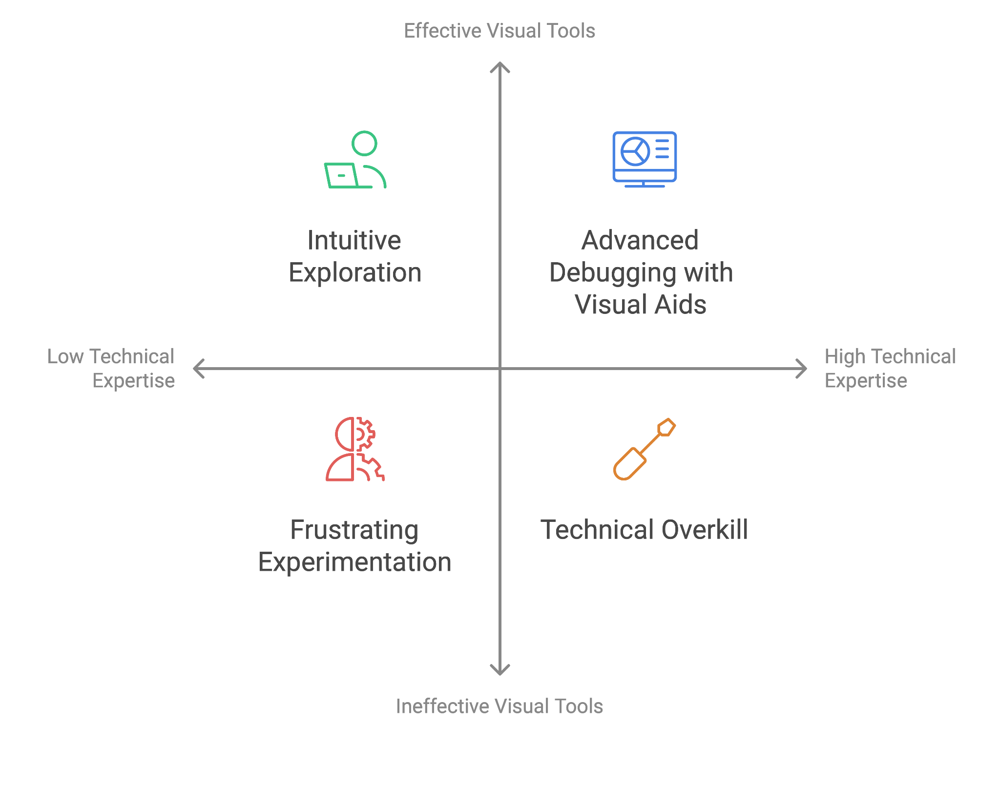 Effective Visual Tools
Intuitive
Exploration
Advanced
Debugging with
Visual Aids
Low Technical
Expertise
High Technical
Expertise
Frustrating
Experimentation
Technical Overkill
Ineffective Visual Tools